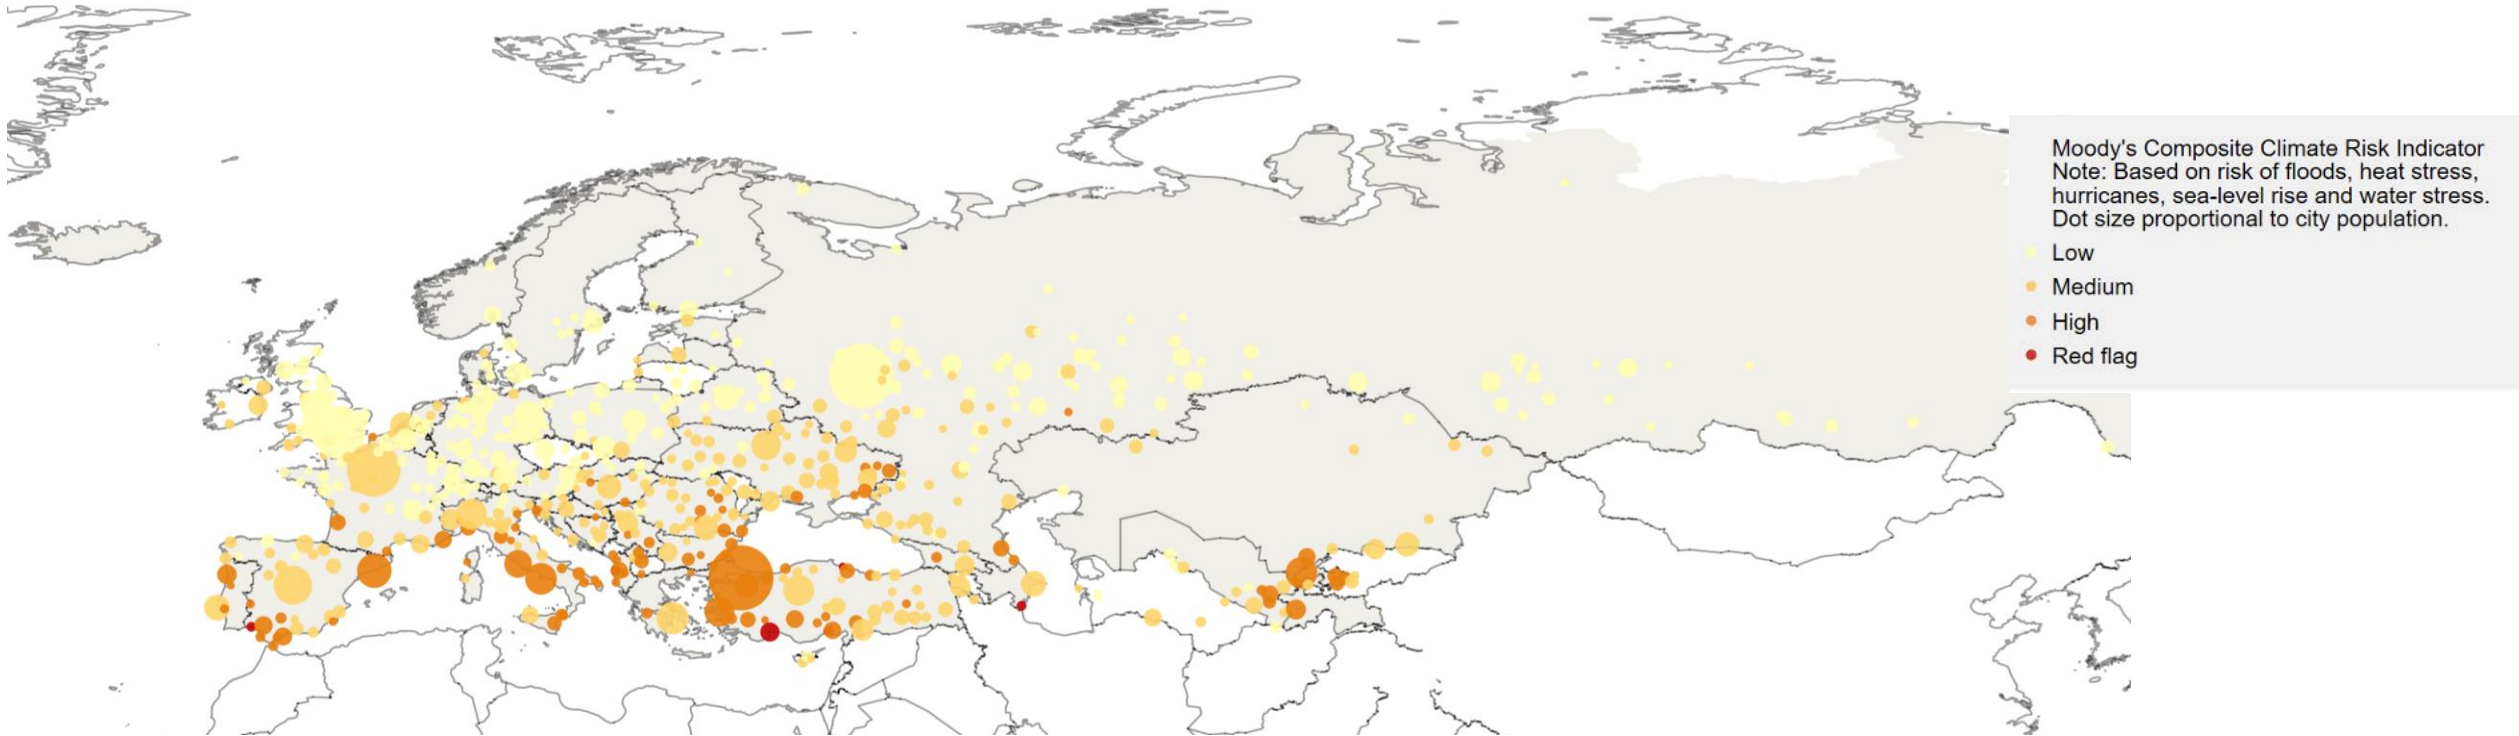 Moody's Composite Climate Risk Indicator
Note: Based on risk of floods, heat stress,
hurricanes, sea-level rise and water stress.
Dot size proportional to city population.
Low
Medium
High
Red flag